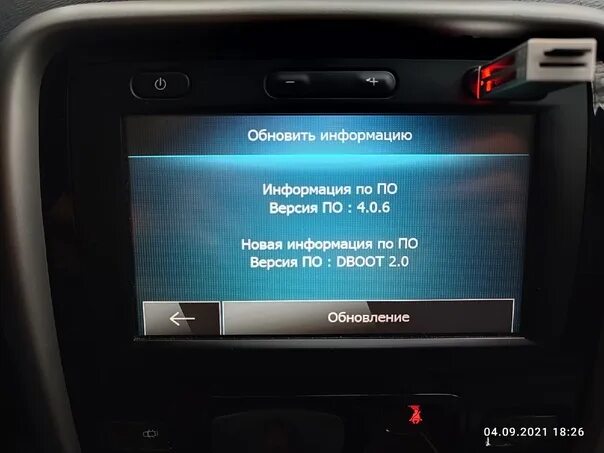 Обновить информацию
Информация по ПО
Версия ПО : 4.0.6
Новая информация по ПО
Версия ПО : DBOOT 2.0
Обновление
04.09.2021 18:26